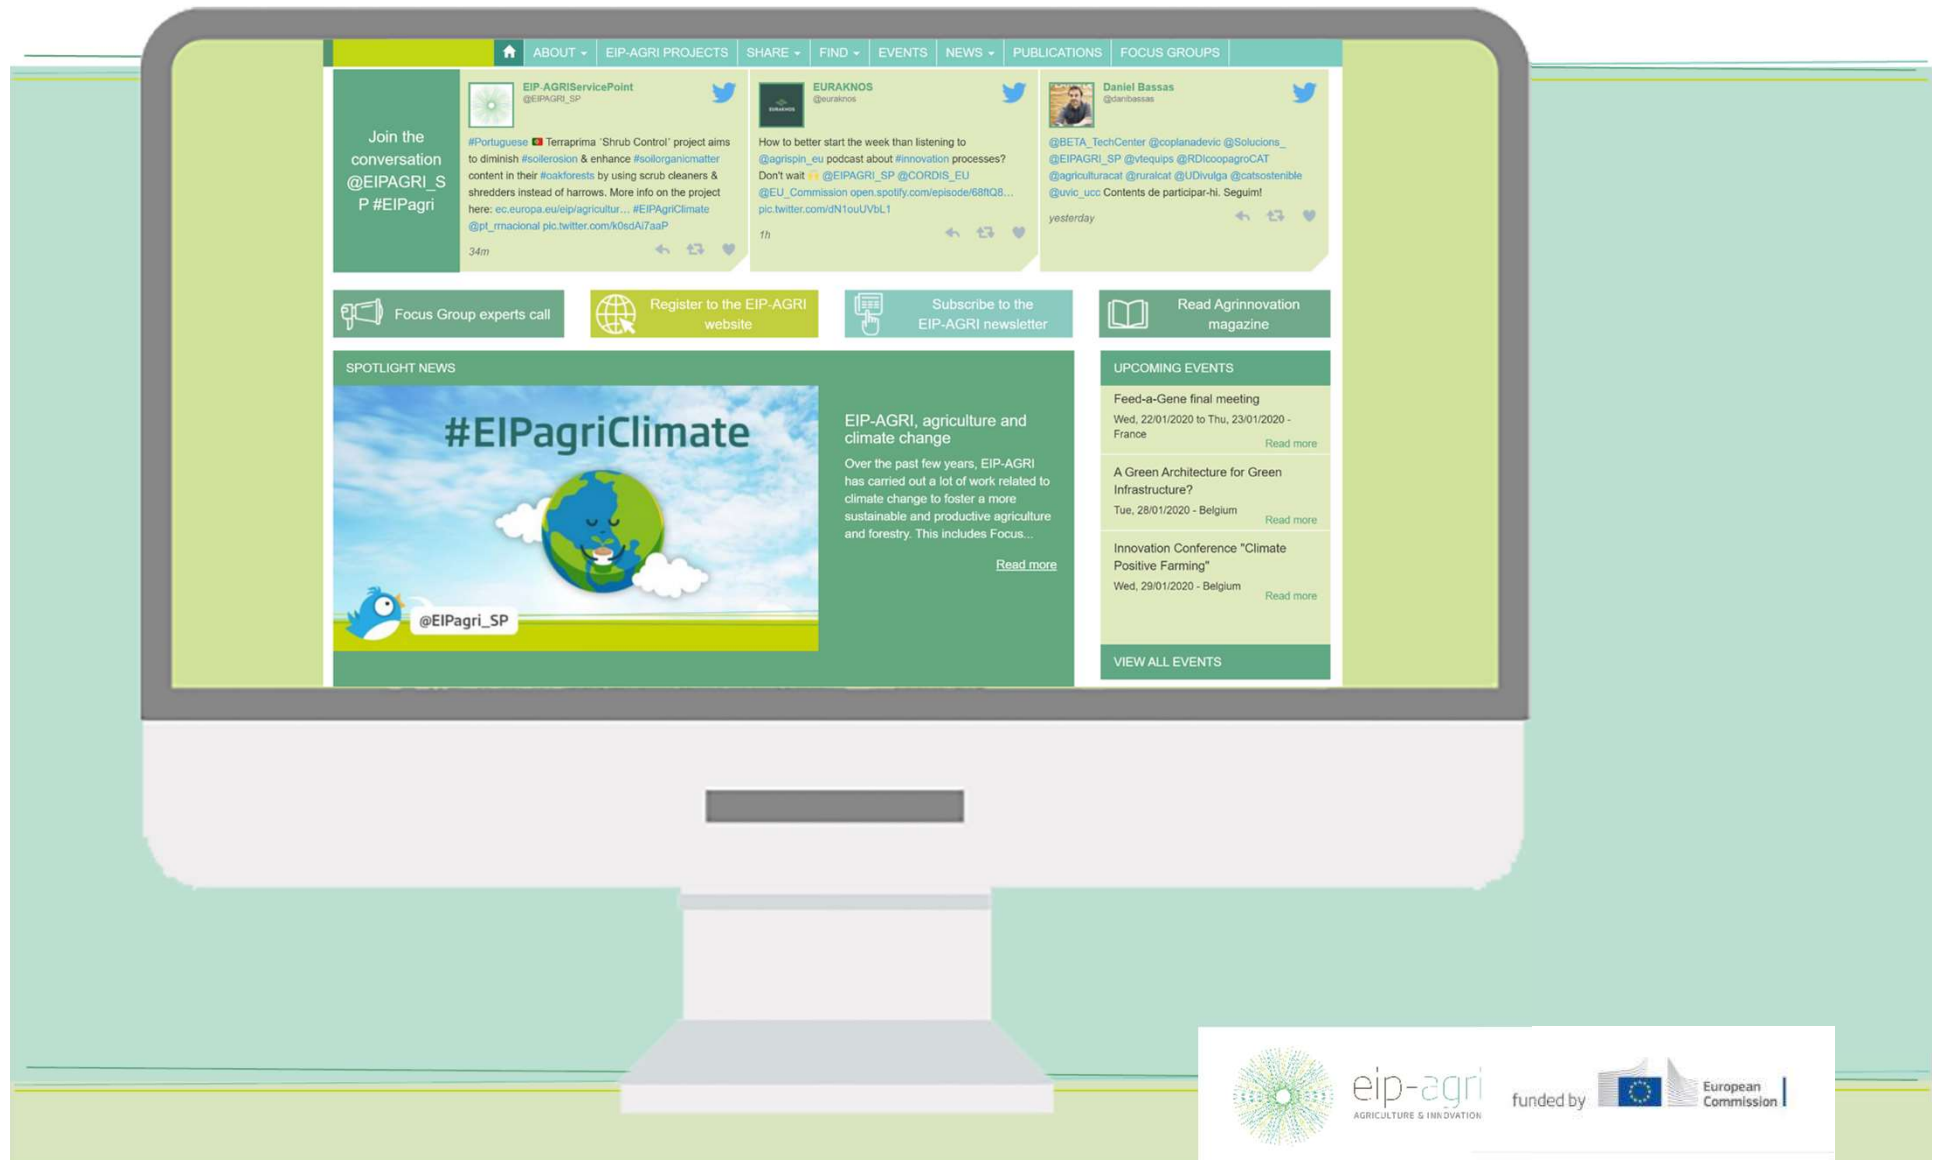 ABOUT
EIP-AGRI PROJECTS
SHARE
FIND
EVENTS
NEWS
PUBLICATIONS
FOCUS GROUPS
Join the
conversation
@EIPAGRI_S
P #EIPagri
EIP-AGRIServicePoint
@EIPAGRI_SP
#Portuguese 🇵🇹 Terraprima 'Shrub Control' project aims
to diminish #soilerosion & enhance #soilorganicmatter
content in their #oakforests by using scrub cleaners &
shredders instead of harrows. More info on the project
here: ec.europa.eu/eip/agricultur... #EIPAgriClimate
@pt_rrnacional pic.twitter.com/k0sdAi7aaP
34m
EURAKNOS
@euraknos
EURAKNOS
How to better start the week than listening to
@agrispin_eu podcast about #innovation processes?
Don't wait @EIPAGRI_SP @CORDIS_EU
@EU_Commission open.spotify.com/episode/68ftQ8...
pic.twitter.com/dN1ouUVbL1
1h
Daniel Bassas
@danibassas
@BETA_TechCenter @coplanadevic @Solucions_
@EIPAGRI_SP @vtequips @RDIcoopagroCAT
@agriculturacat @ruralcat @UDivulga @catsostenible
@uvic_ucc Contents de participar-hi. Seguim!
yesterday
Focus Group experts call
Register to the EIP-AGRI
website
Subscribe to the
EIP-AGRI newsletter
Read Agrinnovation
magazine
SPOTLIGHT NEWS
#EIPagriClimate
@EIPagri_SP
EIP-AGRI, agriculture and
climate change
Over the past few years, EIP-AGRI
has carried out a lot of work related to
climate change to foster a more
sustainable and productive agriculture
and forestry. This includes Focus...
Read more
UPCOMING EVENTS
Feed-a-Gene final meeting
Wed, 22/01/2020 to Thu, 23/01/2020 -
France
Read more
A Green Architecture for Green
Infrastructure?
Tue, 28/01/2020 - Belgium
Read more
Innovation Conference "Climate
Positive Farming"
Wed, 29/01/2020 - Belgium
Read more
VIEW ALL EVENTS
eip-agri
AGRICULTURE & INNOVATION
funded by
European
Commission